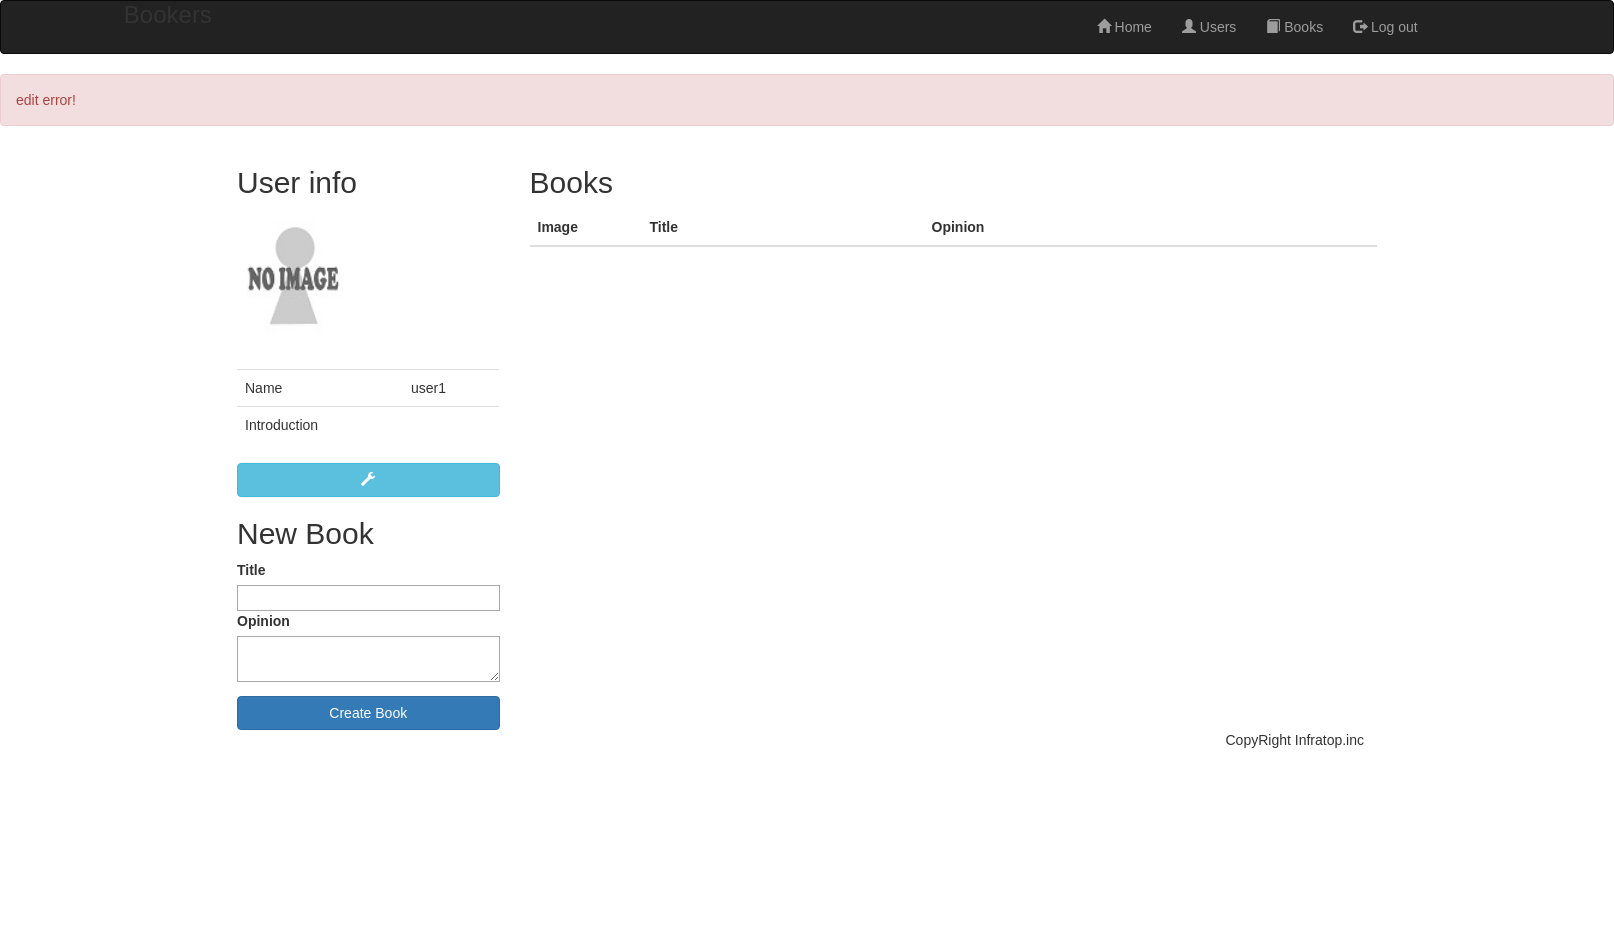 Bookers
Home Users Books Log out
edit error!
User info
NO IMAGE
Name user1
Introduction
New Book
Title
Opinion
Create Book
Books
Image Title Opinion
CopyRight Infratop.inc